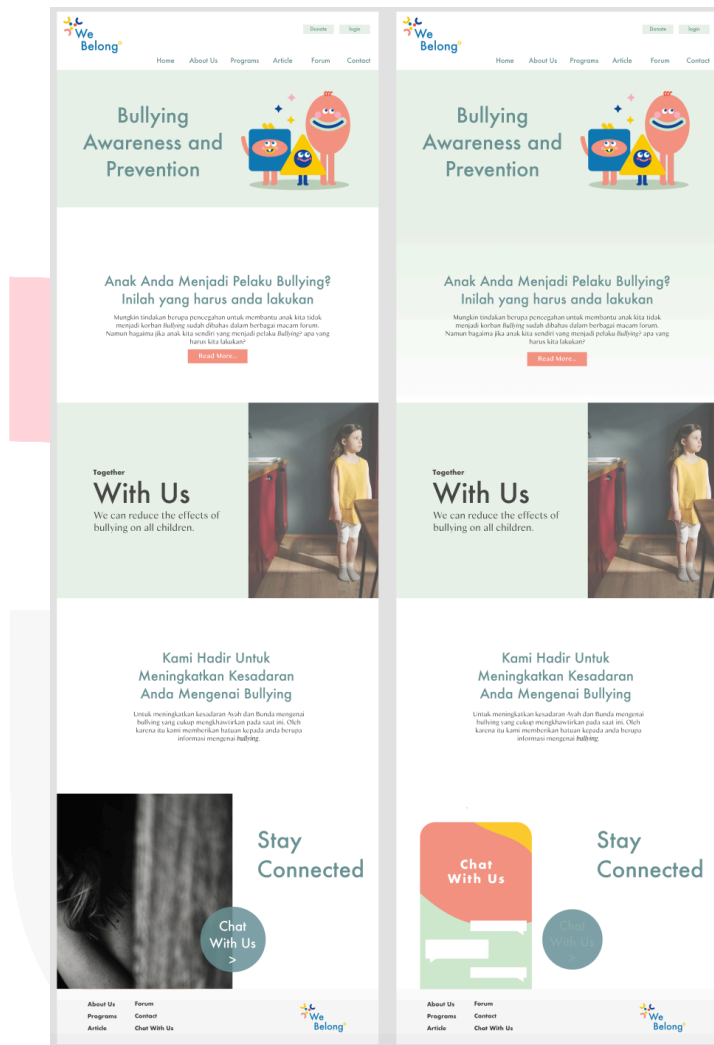 We
Belong
Donate
login
Home About Us Programs Article Forum Contact
Bullying
Awareness and
Prevention
Anak Anda Menjadi Pelaku Bullying?
Inilah yang harus anda lakukan
Mungkin tindakan berupa pencegahan untuk membantu anak kita tidak
menjadi korban Bullying sudah dibahas dalam berbagai macam forum.
Namun bagaima jika anak kita sendiri yang menjadi pelaku Bullying? apa yang
harus kita lakukan?
Read More..
Together
With Us
We can reduce the effects of
bullying on all children.
Kami Hadir Untuk
Meningkatkan Kesadaran
Anda Mengenai Bullying
Untuk meningkatkan kesadaran Ayah dan Bunda mengenai
bullying yang cukup mengkhawtirkan pada saat ini. Oleh
karena itu kami memberikan batuan kepada anda berupa
informasi mengenai bullying.
Stay
Connected
Chat
With Us
>
About Us Forum
Programs Contact
Article Chat With Us
We
Belong
We
Belong
Donate
login
Home About Us Programs Article Forum Contact
Bullying
Awareness and
Prevention
Anak Anda Menjadi Pelaku Bullying?
Inilah yang harus anda lakukan
Mungkin tindakan berupa pencegahan untuk membantu anak kita tidak
menjadi korban Bullying sudah dibahas dalam berbagai macam forum.
Namun bagaima jika anak kita sendiri yang menjadi pelaku Bullying? apa yang
harus kita lakukan?
Read More..
Together
With Us
We can reduce the effects of
bullying on all children.
Kami Hadir Untuk
Meningkatkan Kesadaran
Anda Mengenai Bullying
Untuk meningkatkan kesadaran Ayah dan Bunda mengenai
bullying yang cukup mengkhawtirkan pada saat ini. Oleh
karena itu kami memberikan batuan kepada anda berupa
informasi mengenai bullying.
Chat
With Us
Stay
Connected
Chat
With Us
>
About Us Forum
Programs Contact
Article Chat With Us
We
Belong